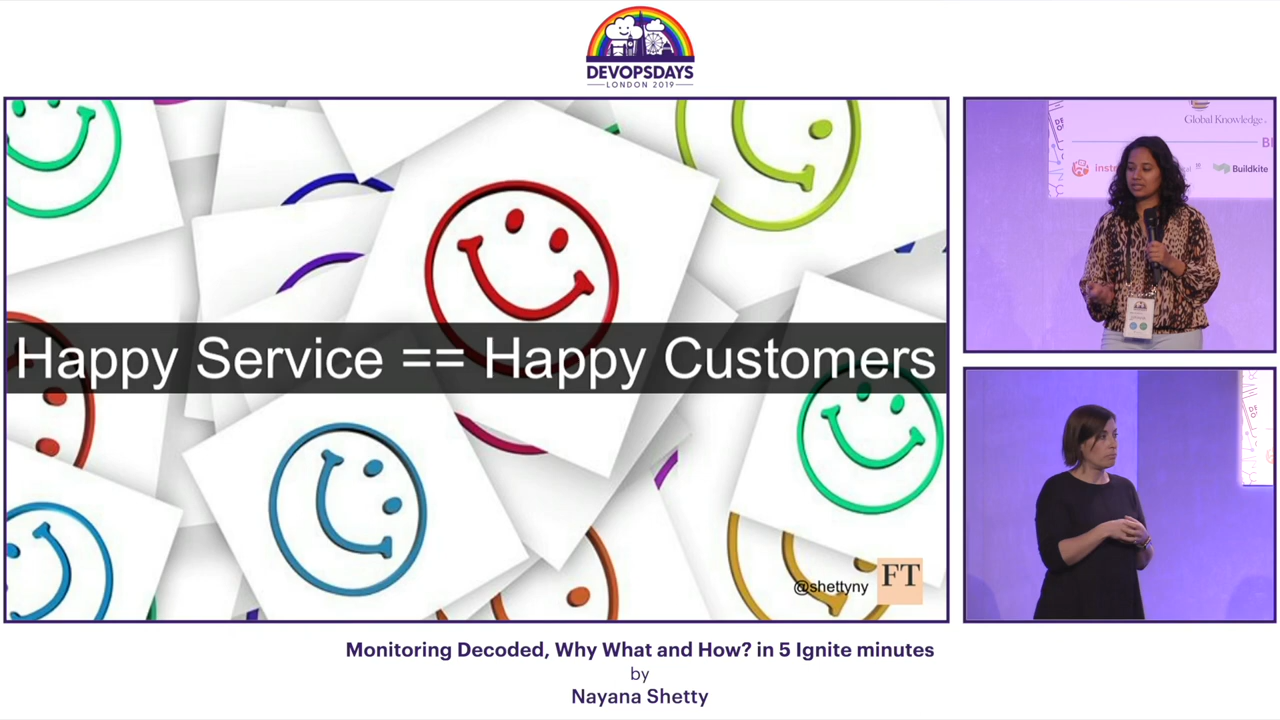 DEVOPSDAYS
LONDON 2019
Happy Service == Happy Customers
@shettyny
FT
Global Knowledge
Buildkite
Monitoring Decoded, Why What and How? in 5 Ignite minutes
by
Nayana Shetty